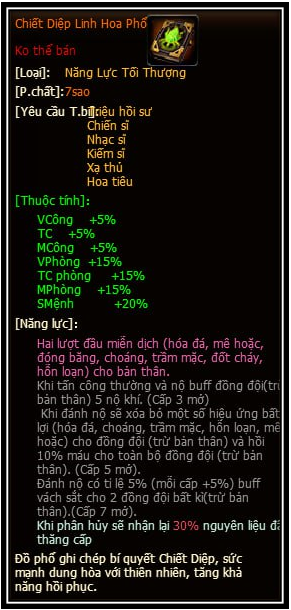 Chiết Diệp Linh Hoa Phổ
Ko thể bán
[Loại]: Năng Lực Tối Thượng
[P.chất]:7sao
[Yêu cầu T.bị]:Triệu hồi sư
Chiến sĩ
Nhạc sĩ
Kiếm sĩ
Xạ thủ
Hoa tiêu
[Thuộc tính]:
VCông +5%
TC +5%
MCông +5%
VPhòng +15%
TC phòng +15%
MPhòng +15%
SMệnh +20%
[Năng lực]:
Hai lượt đầu miễn dịch (hóa đá, mê hoặc,
đóng băng, choáng, trầm mặc, đốt cháy,
hỗn loạn) cho bản thân.
Khi tấn công thường và nộ buff đồng đội(trừ
bản thân) 5 nộ khí. (Cấp 3 mở)
Khi đánh nộ sẽ xóa bỏ một số hiệu ứng bất
lợi (hóa đá, choáng, trầm mặc, hỗn loạn, mê
hoặc) cho đồng đội (trừ bản thân) và hồi
10% máu cho toàn bộ đồng đội (trừ bản
thân). (Cấp 5 mở).
Đánh nộ có tỉ lệ 5% (mỗi cấp +5%) buff
vách sắt cho 2 đồng đội bất kì(trừ bản
thân).(Cấp 7 mở).
Khi phân hủy sẽ nhận lại 30% nguyên liệu đã
thăng cấp
Đồ phổ ghi chép bí quyết Chiết Diệp, sức
mạnh dung hòa với thiên nhiên, tăng khả
năng hồi phục.